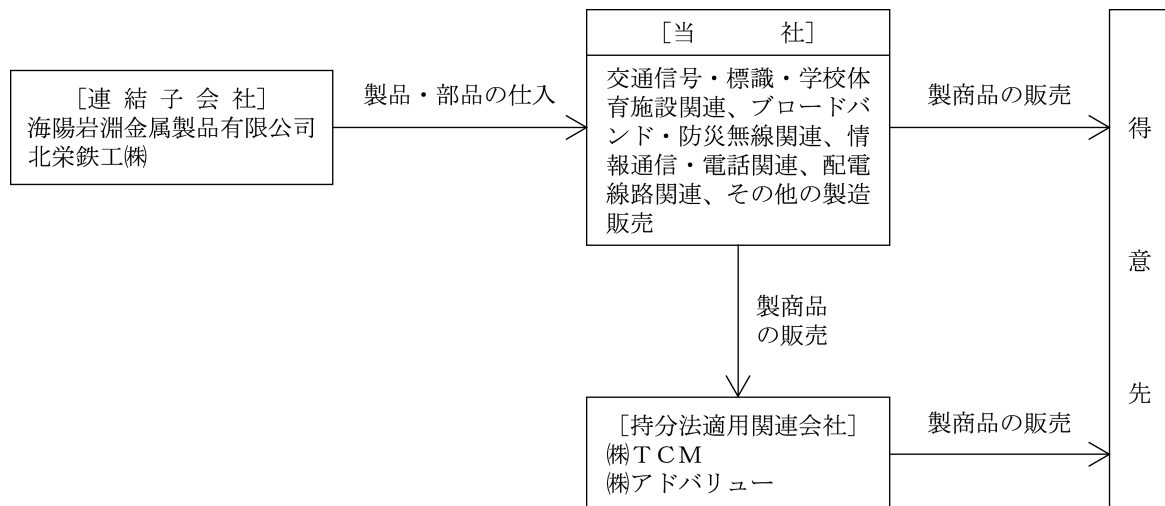 [当　　　社]
交通信号・標識・学校体
育施設関連、ブロードバ
ンド・防災無線関連、情
報通信・電話関連、配電
線路関連、その他の製造
販売
[連 結 子 会 社]
海陽岩淵金属製品有限公司
北栄鉄工㈱
製品・部品の仕入
製商品の販売
得意先
製商品
の販売
[持分法適用関連会社]
㈱ＴＣＭ
㈱アドバリュー
製商品の販売